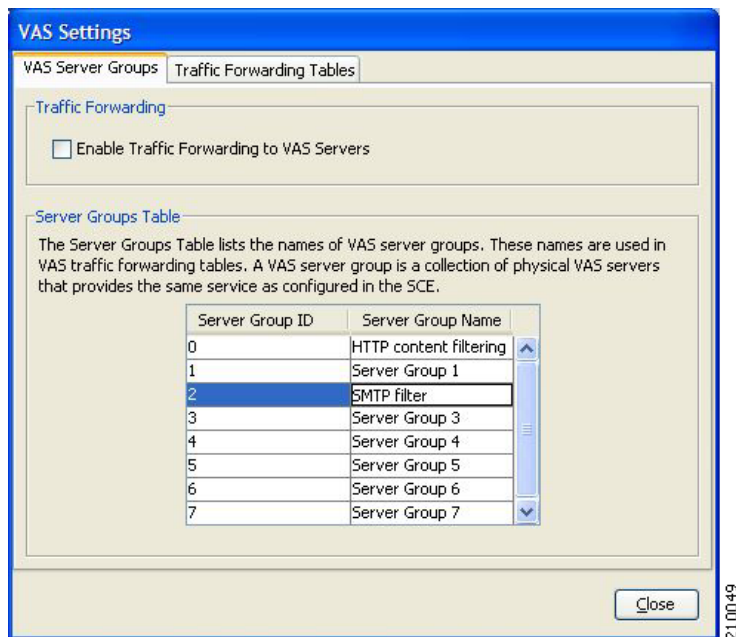 VAS Settings
VAS Server Groups
Traffic Forwarding Tables
Traffic Forwarding
Enable Traffic Forwarding to VAS Servers
Server Groups Table
The Server Groups Table lists the names of VAS server groups. These names are used in
VAS traffic forwarding tables. A VAS server group is a collection of physical VAS servers
that provides the same service as configured in the SCE.
Server Group ID Server Group Name
0 HTTP content filtering
1 Server Group 1
2 SMTP filter
3 Server Group 3
4 Server Group 4
5 Server Group 5
6 Server Group 6
7 Server Group 7
Close
210049